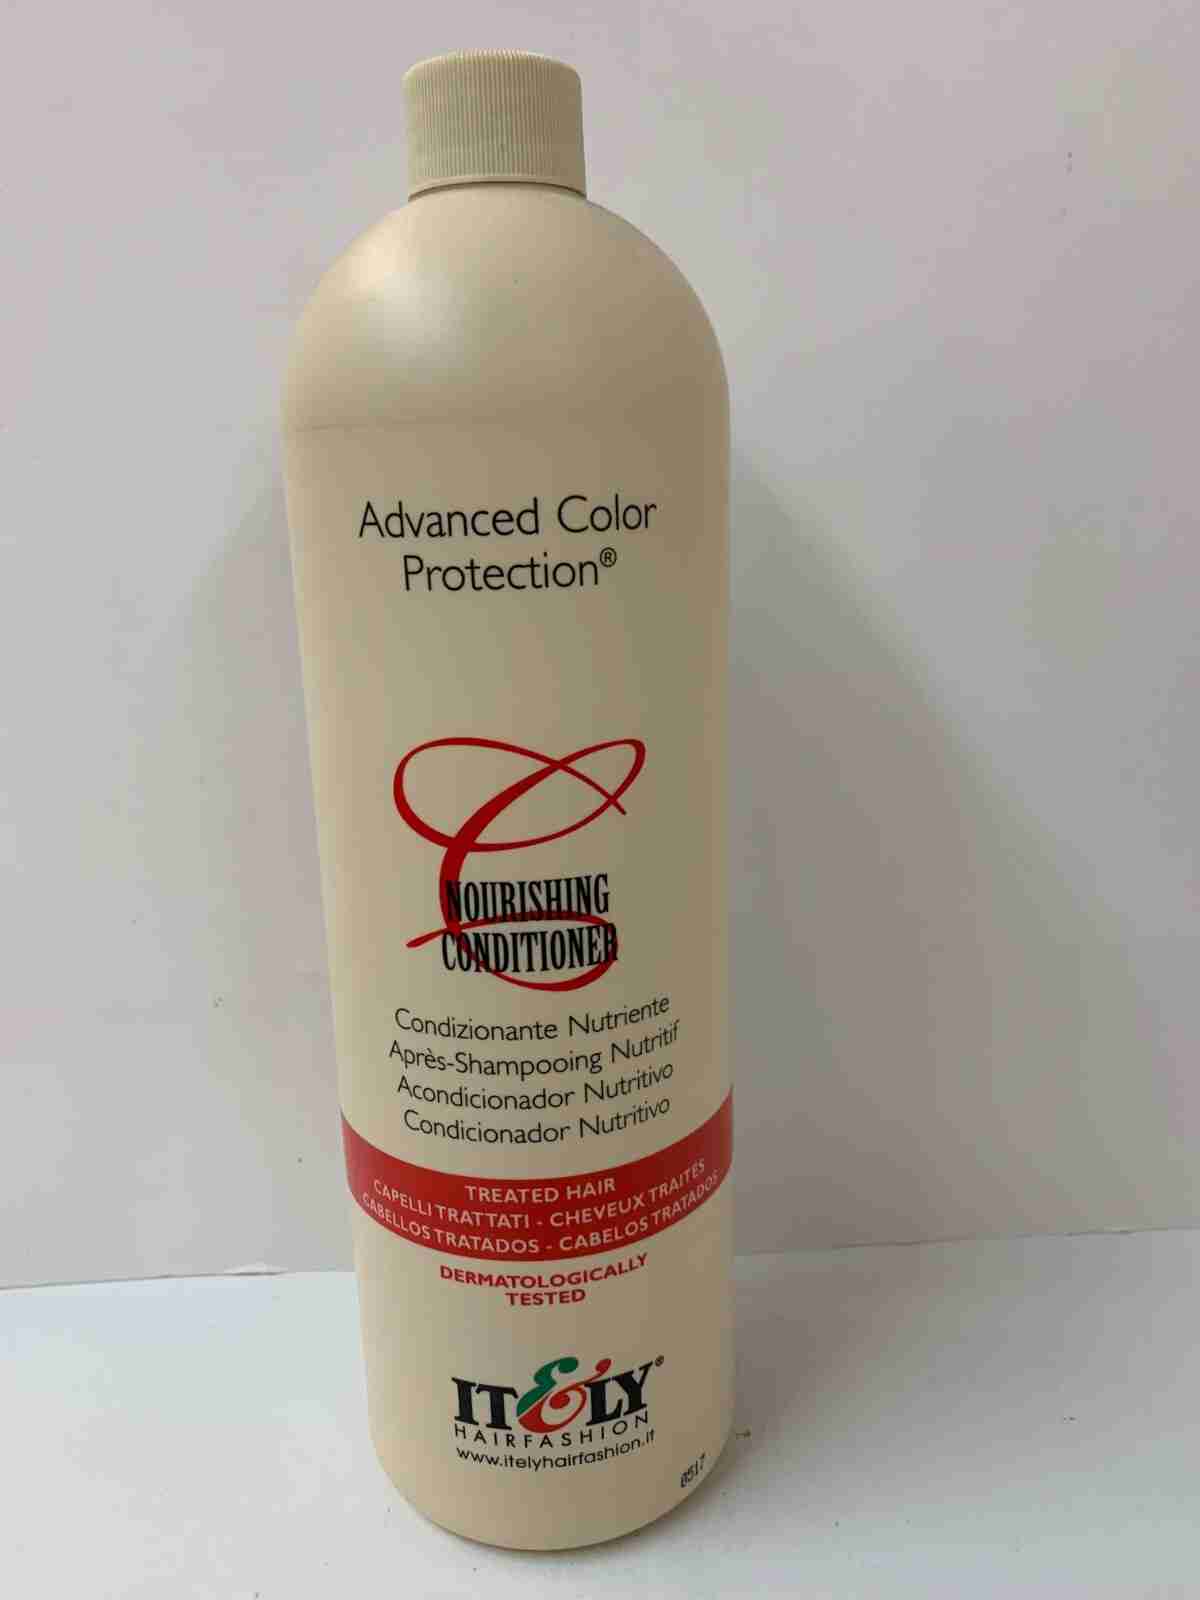 Advanced Color
Protection®
NOURISHING
CONDITIONER
Condizionante Nutriente
Après-Shampooing Nutritif
Acondicionador Nutritivo
Condicionador Nutritivo
TREATED HAIR
CAPELLI TRATTATI - CHEVEUX TRAITÉS
CABELLOS TRATADOS - CABELOS TRATADOS
DERMATOLOGICALLY
TESTED
IT&LY®
HAIRFASHION
www.itelyhairfashion.it
0517